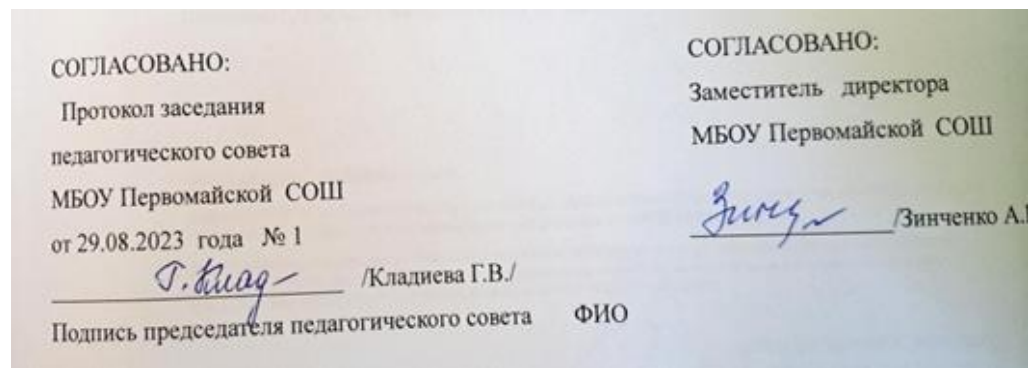 СОГЛАСОВАНО:
Протокол заседания
педагогического совета
МБОУ Первомайской СОШ
от 29.08.2023 года № 1
Г. Клад /Кладиева Г.В./
Подпись председателя педагогического совета ФИО
СОГЛАСОВАНО:
Заместитель директора
МБОУ Первомайской СОШ
/Зинченко А.